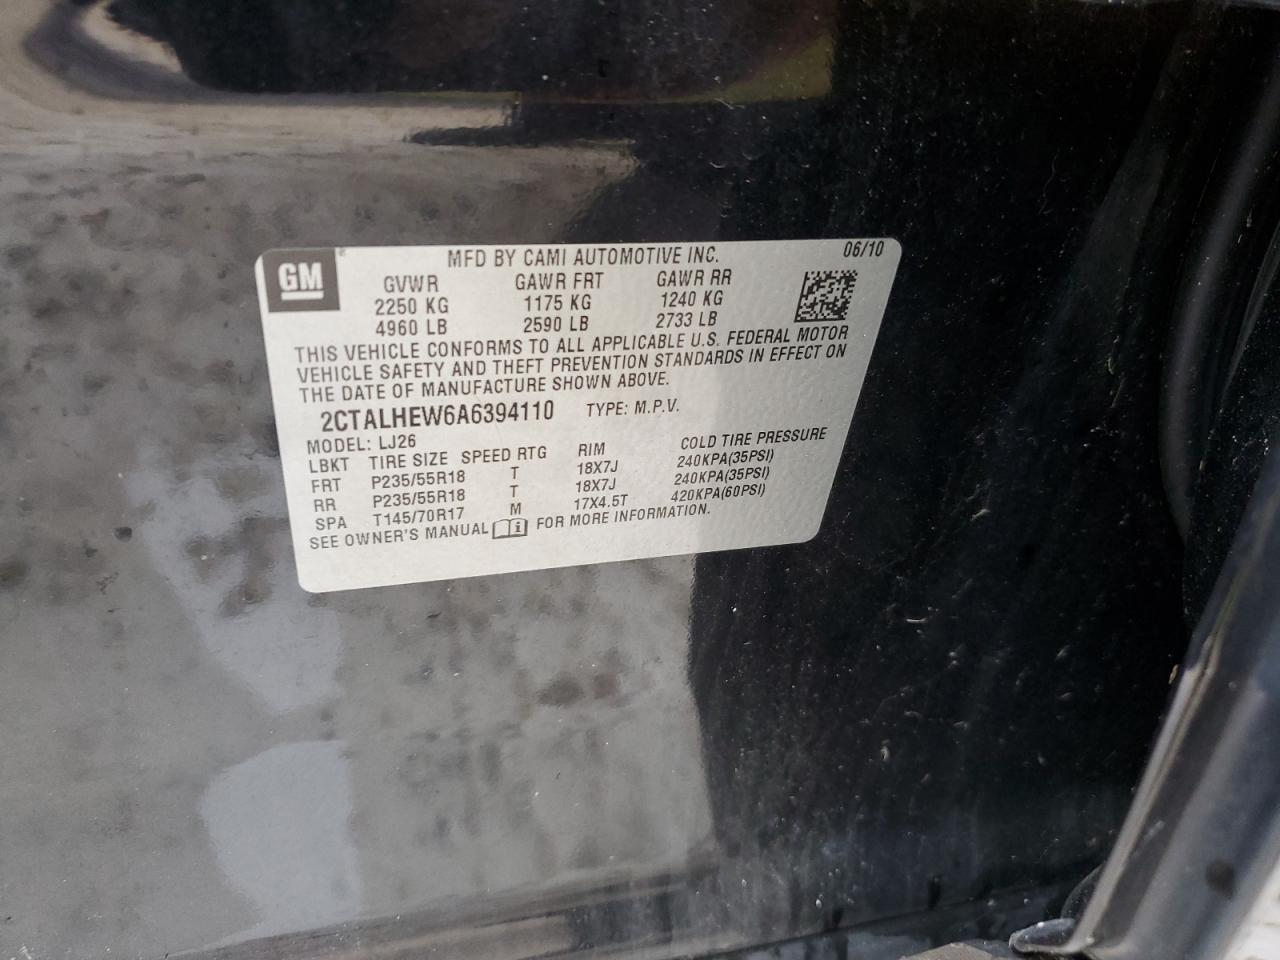 GM ®
MFD BY CAMI AUTOMOTIVE INC. 06/10
GVWR GAWR FRT GAWR RR
2250 KG 1175 KG 1240 KG
4960 LB 2590 LB 2733 LB
THIS VEHICLE CONFORMS TO ALL APPLICABLE U.S. FEDERAL MOTOR
VEHICLE SAFETY AND THEFT PREVENTION STANDARDS IN EFFECT ON
THE DATE OF MANUFACTURE SHOWN ABOVE.
2CTALHEW6A6394110 TYPE: M.P.V.
MODEL: LJ26
LBKT TIRE SIZE SPEED RTG RIM COLD TIRE PRESSURE
FRT P235/55R18 T 18X7J 240KPA(35PSI)
RR P235/55R18 T 18X7J 240KPA(35PSI)
SPA T145/70R17 M 17X4.5T 420KPA(60PSI)
SEE OWNER'S MANUAL FOR MORE INFORMATION.